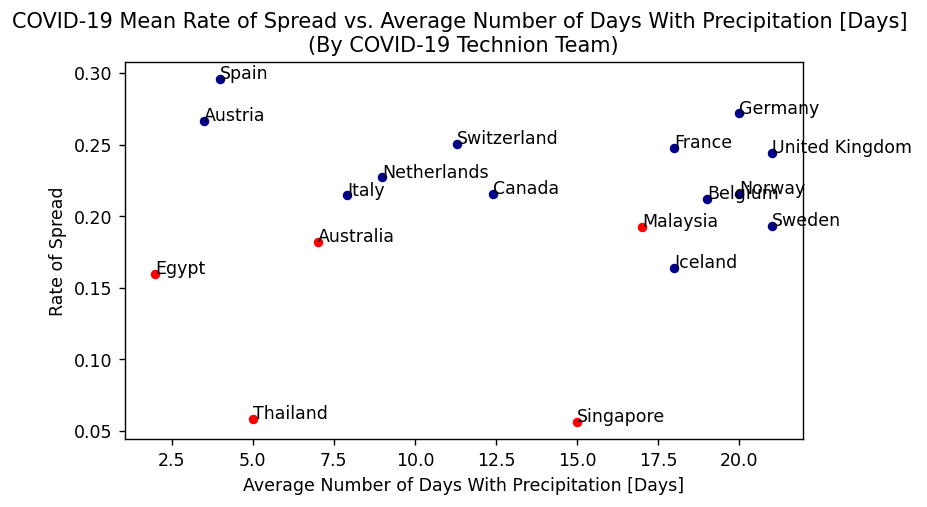 COVID-19 Mean Rate of Spread vs. Average Number of Days With Precipitation [Days]
(By COVID-19 Technion Team)
0.30
0.25
0.20
0.15
0.10
0.05
Rate of Spread
Spain
Austria
Germany
Switzerland
France
United Kingdom
Netherlands
Italy
Canada
Belgium
Norway
Australia
Malaysia
Sweden
Egypt
Iceland
Thailand
Singapore
2.5 5.0 7.5 10.0 12.5 15.0 17.5 20.0
Average Number of Days With Precipitation [Days]